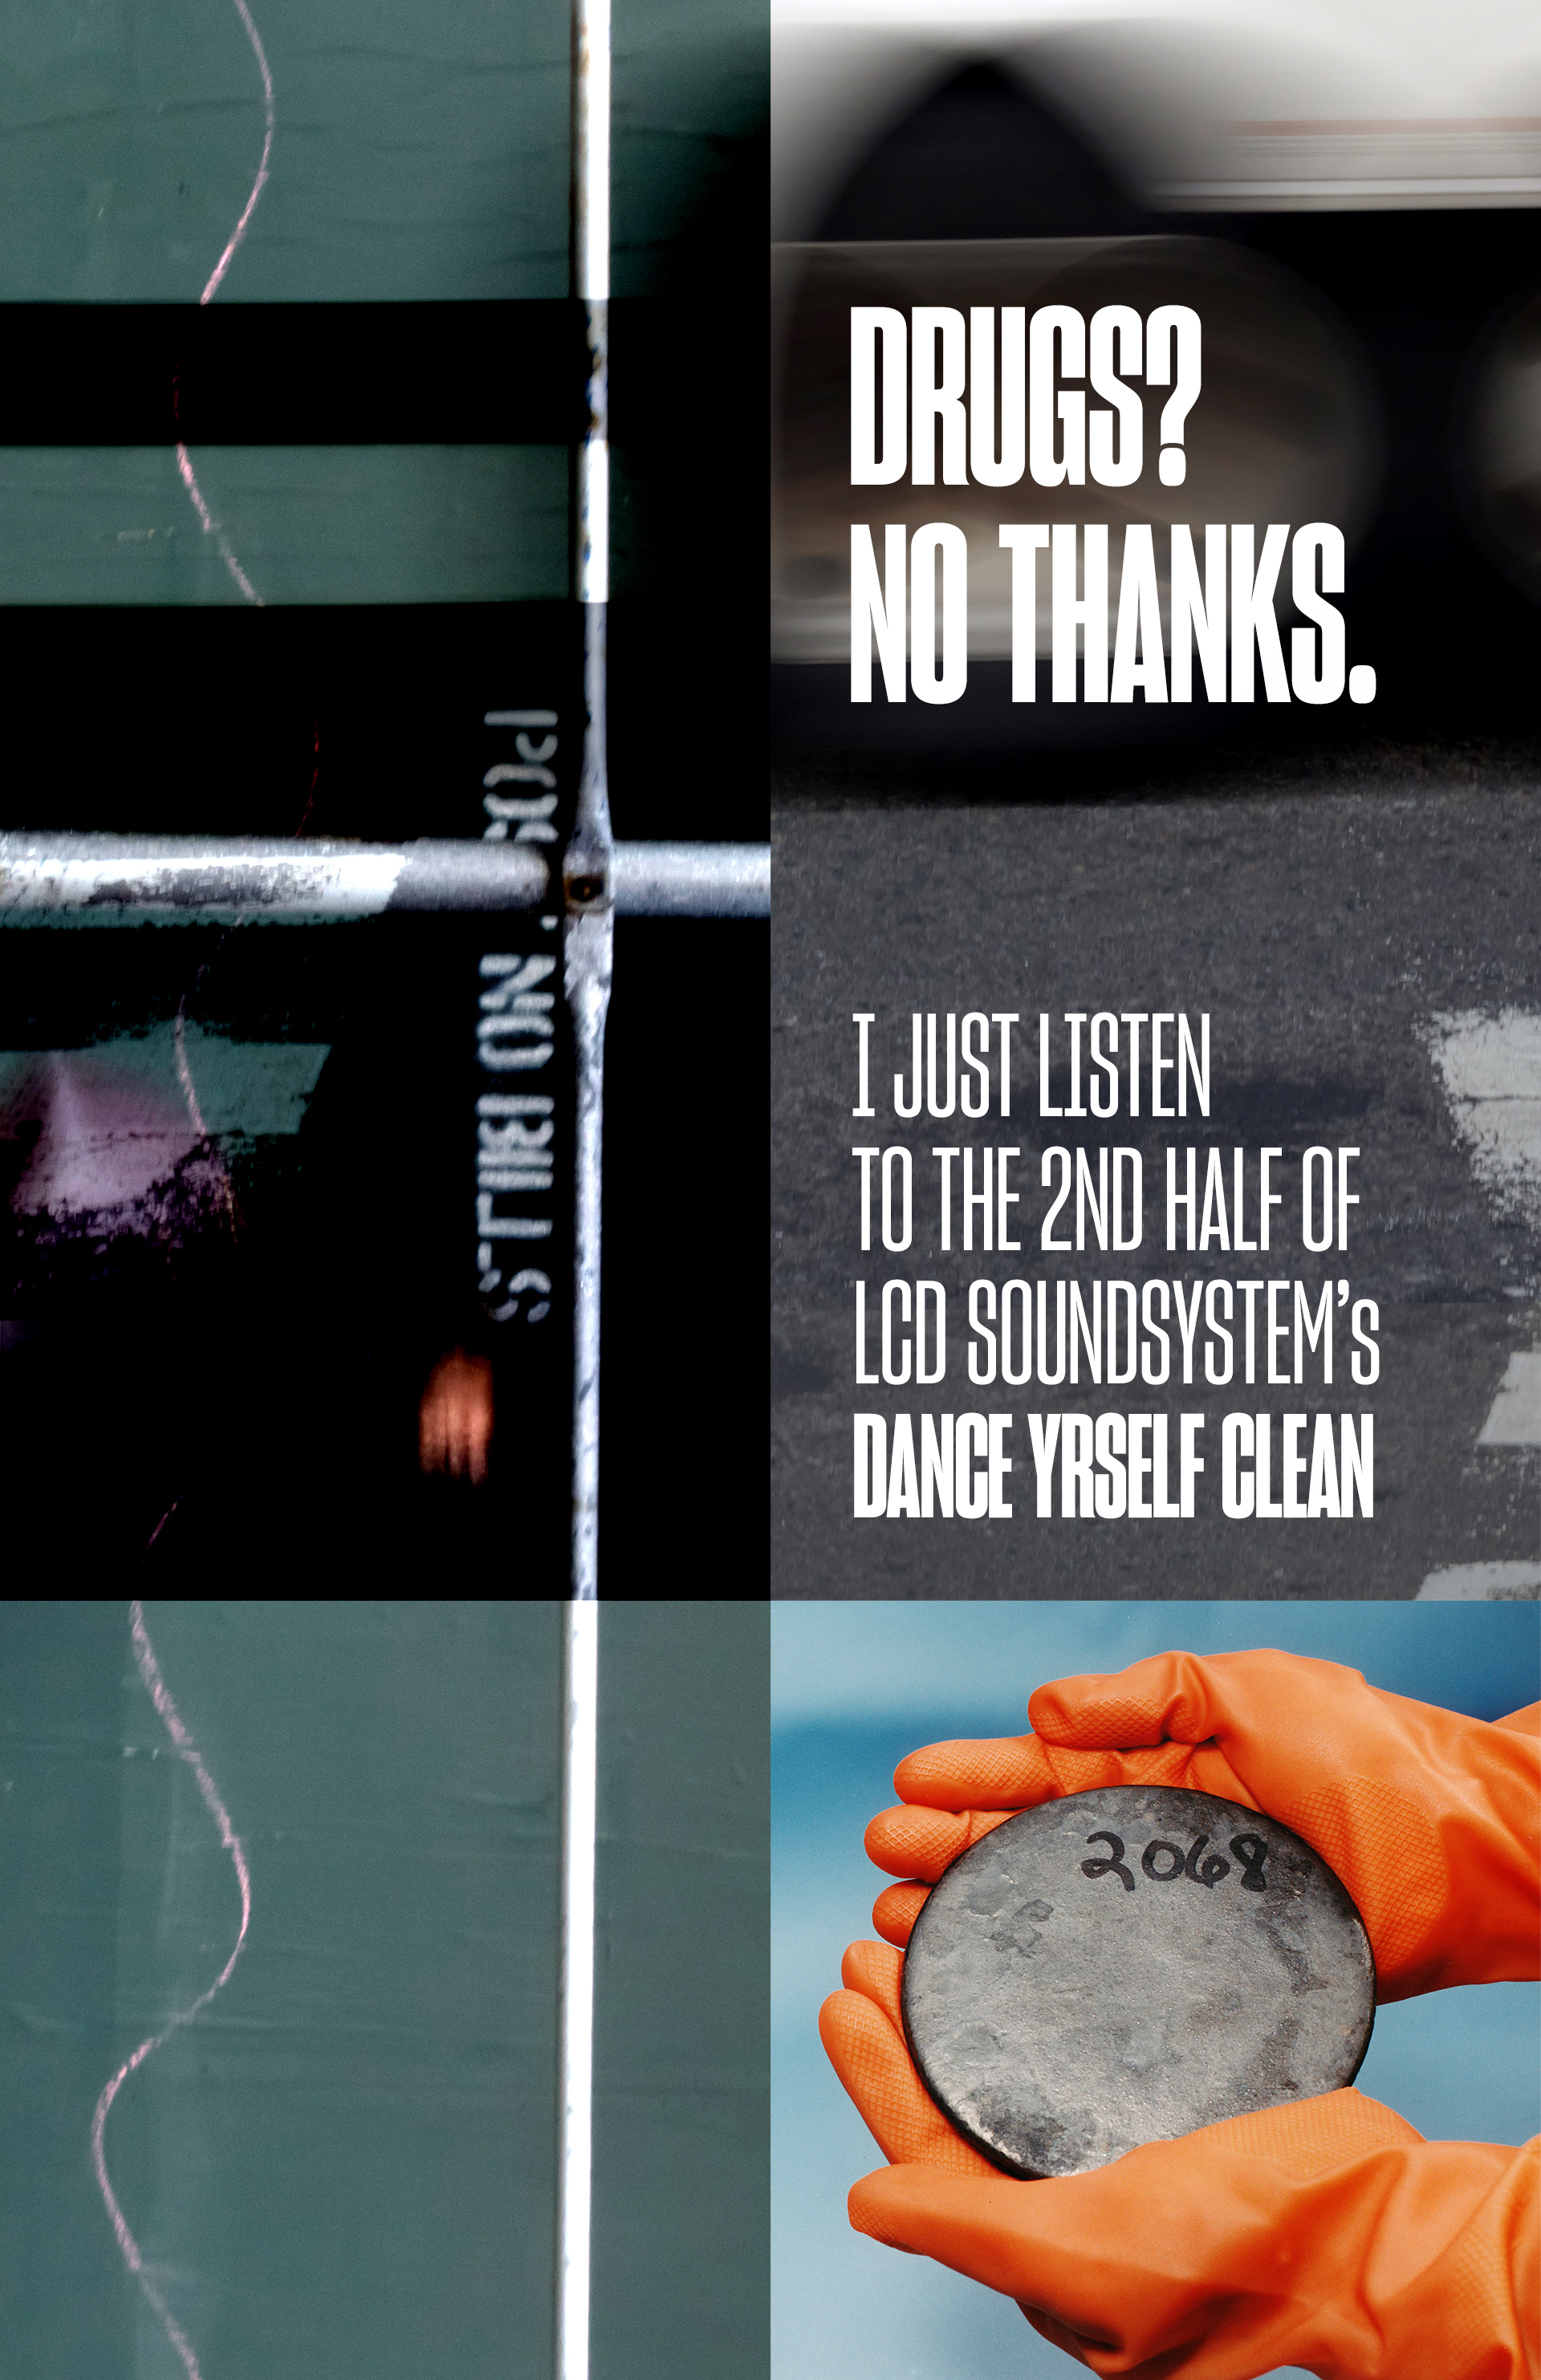 POST NO BILLS
DRUGS?
NO THANKS.
I JUST LISTEN
TO THE 2ND HALF OF
LCD SOUNDSYSTEM's
DANCE YRSELF CLEAN
2068